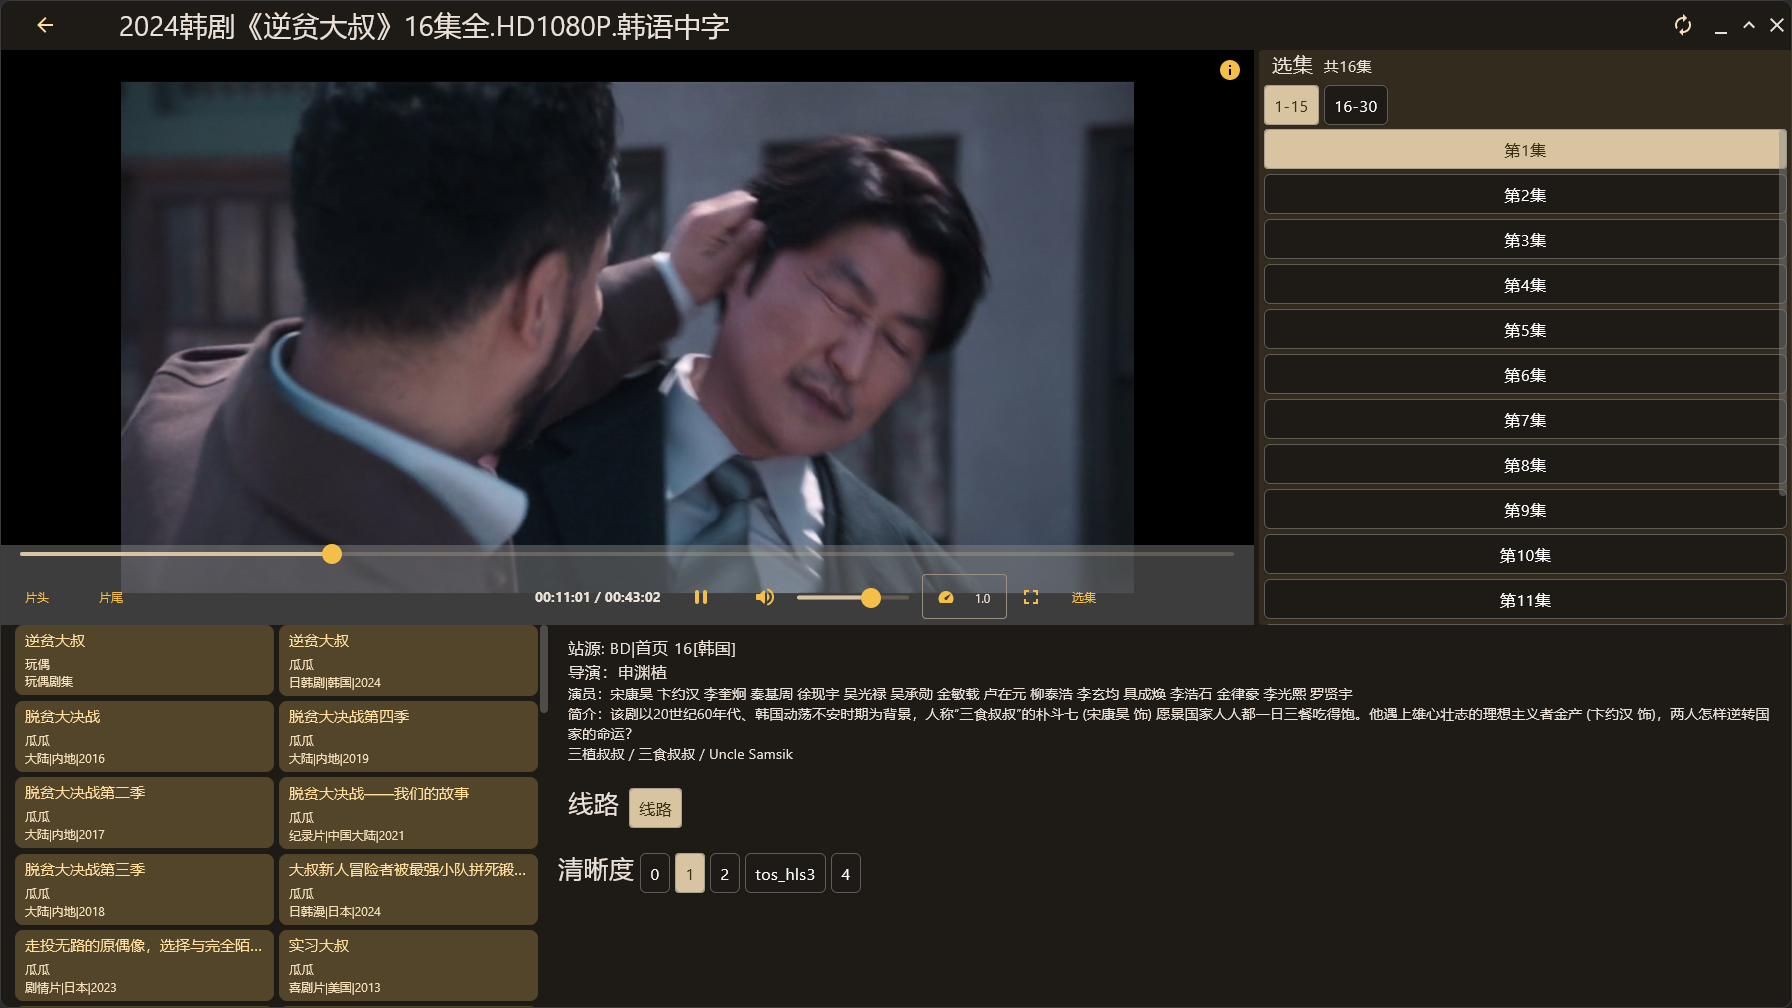 2024韩剧《逆贫大叔》16集全.HD1080P.韩语中字
选集 共16集
1-15 16-30
第1集
第2集
第3集
第4集
第5集
第6集
第7集
第8集
第9集
第10集
第11集
片头 片尾 00:11:01 / 00:43:02 1.0 选集
逆贫大叔
玩偶
玩偶剧集
逆贫大叔
瓜瓜
日韩剧|韩国|2024
脱贫大决战
瓜瓜
大陆|内地|2016
脱贫大决战第四季
瓜瓜
大陆|内地|2019
脱贫大决战第二季
瓜瓜
大陆|内地|2017
脱贫大决战——我们的故事
瓜瓜
纪录片|中国大陆|2021
脱贫大决战第三季
瓜瓜
大陆|内地|2018
大叔新人冒险者被最强小队拼死锻...
瓜瓜
日韩漫|日本|2024
走投无路的原偶像，选择与完全陌...
瓜瓜
剧情片|日本|2023
实习大叔
瓜瓜
喜剧片|美国|2013
站源: BD|首页 16[韩国]
导演：申渊植
演员：宋康昊 卞约汉 李奎炯 秦基周 徐现宇 吴光禄 吴承勋 金敏载 卢在元 柳泰浩 李玄均 具成焕 李浩石 金律豪 李光熙 罗贤宇
简介：该剧以20世纪60年代、韩国动荡不安时期为背景，人称“三食叔叔”的朴斗七 (宋康昊 饰) 愿景国家人人都一日三餐吃得饱。他遇上雄心壮志的理想主义者金产 (卞约汉 饰)，两人怎样逆转国
家的命运?
三植叔叔 / 三食叔叔 / Uncle Samsik
线路 线路
清晰度 0 1 2 tos_hls3 4